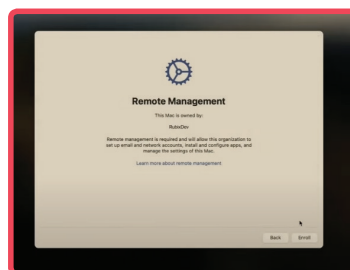 Remote Management
This Mac is owned by:
RubixDev
Remote management is required and will allow this organization to
set up email and network accounts, install and configure apps, and
manage the settings of this Mac.
Learn more about remote management
Back Enroll